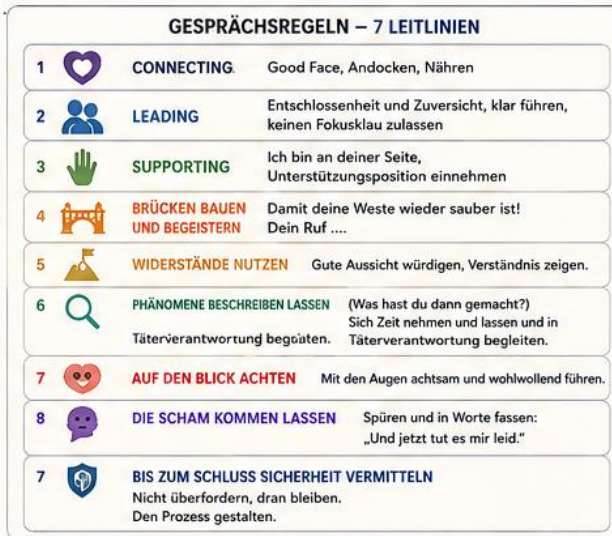 GESPRÄCHSREGELN – 7 LEITLINIEN
1 CONNECTING. Good Face, Andocken, Nähren
2 LEADING Entschlossenheit und Zuversicht, klar führen,
keinen Fokusklau zulassen
3 SUPPORTING Ich bin an deiner Seite,
Unterstützungsposition einnehmen
4 BRÜCKEN BAUEN Damit deine Weste wieder sauber ist!
UND BEGEISTERN Dein Ruf ....
5 WIDERSTÄNDE NUTZEN Gute Aussicht würdigen, Verständnis zeigen.
6 PHÄNOMENE BESCHREIBEN LASSEN (Was hast du dann gemacht?)
Sich Zeit nehmen und lassen und in
Täterverantwortung Täterverantwortung begleiten.
7 AUF DEN BLICK ACHTEN Mit den Augen achtsam und wohlwollend führen.
8 DIE SCHAM KOMMEN LASSEN Spüren und in Worte fassen:
„Und jetzt tut es mir leid.“
7 BIS ZUM SCHLUSS SICHERHEIT VERMITTELN
Nicht überfordern, dran bleiben.
Den Prozess gestalten.